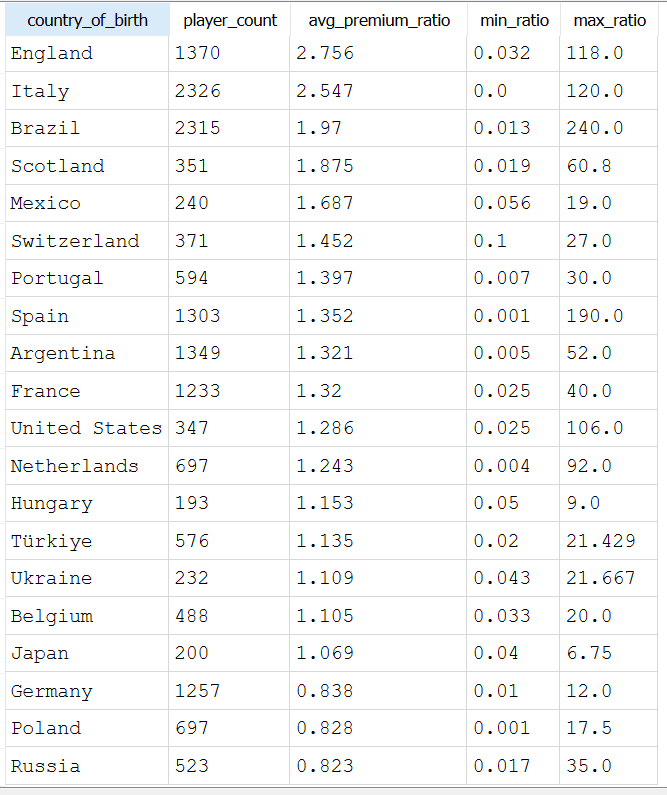 country_of_birth player_count avg_premium_ratio min_ratio max_ratio
England 1370 2.756 0.032 118.0
Italy 2326 2.547 0.0 120.0
Brazil 2315 1.97 0.013 240.0
Scotland 351 1.875 0.019 60.8
Mexico 240 1.687 0.056 19.0
Switzerland 371 1.452 0.1 27.0
Portugal 594 1.397 0.007 30.0
Spain 1303 1.352 0.001 190.0
Argentina 1349 1.321 0.005 52.0
France 1233 1.32 0.025 40.0
United States 347 1.286 0.025 106.0
Netherlands 697 1.243 0.004 92.0
Hungary 193 1.153 0.05 9.0
Türkiye 576 1.135 0.02 21.429
Ukraine 232 1.109 0.043 21.667
Belgium 488 1.105 0.033 20.0
Japan 200 1.069 0.04 6.75
Germany 1257 0.838 0.01 12.0
Poland 697 0.828 0.001 17.5
Russia 523 0.823 0.017 35.0